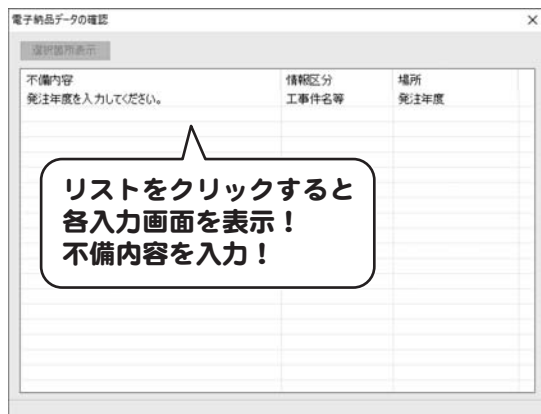 電子納品データの確認
選択箇所表示
不備内容 情報区分 場所
発注年度を入力してください。 工事件名等 発注年度
リストをクリックすると
各入力画面を表示！
不備内容を入力！